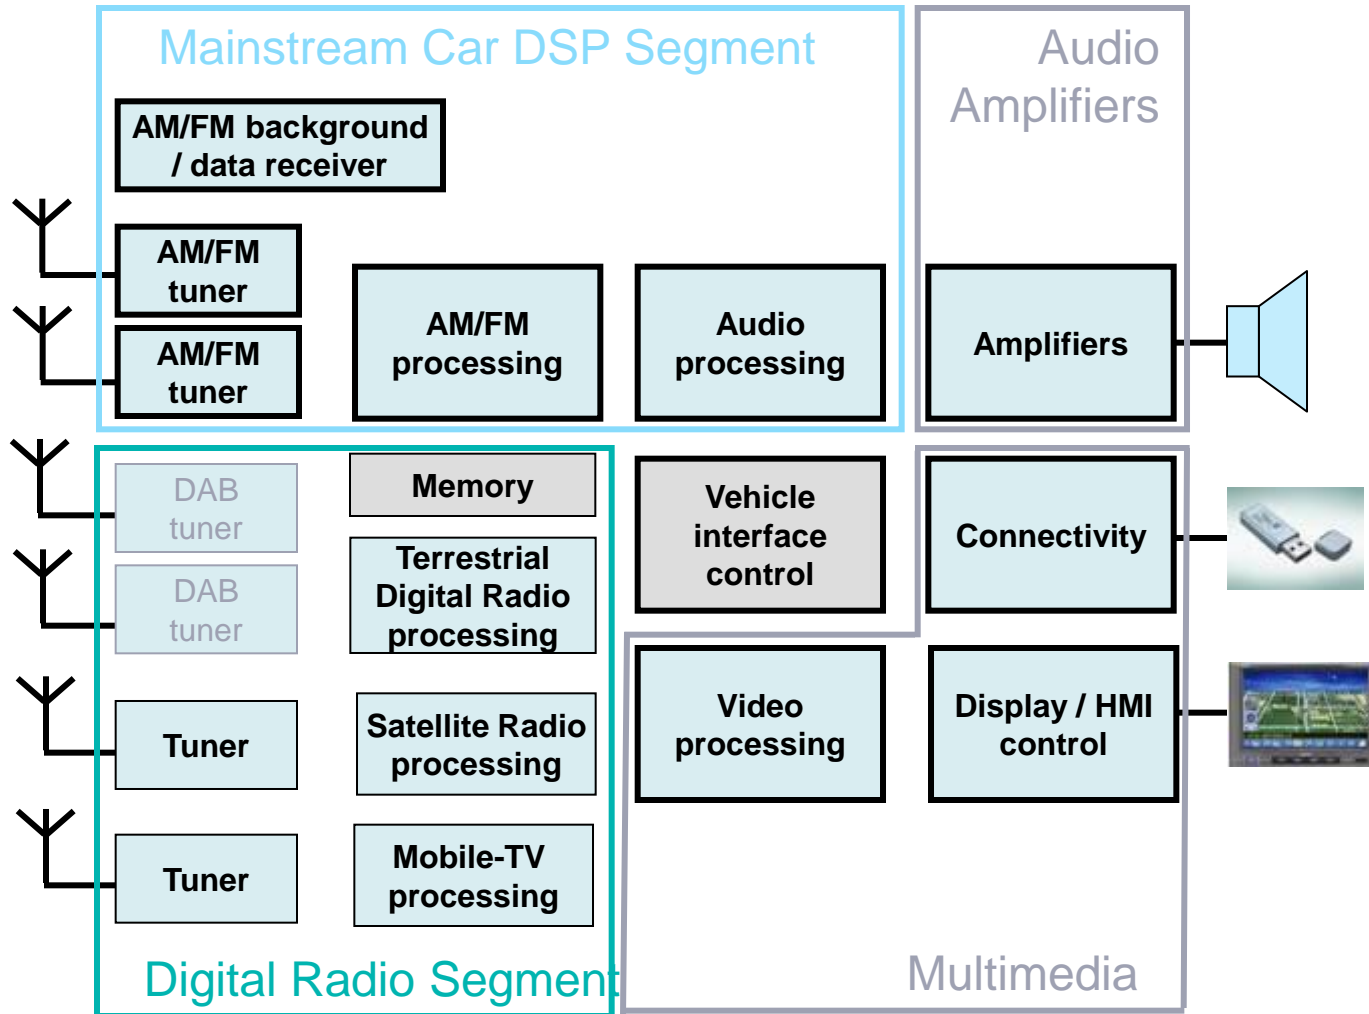 Mainstream Car DSP Segment
Audio
Amplifiers
AM/FM background
/ data receiver
AM/FM
tuner
AM/FM
tuner
AM/FM
processing
Audio
processing
Amplifiers
DAB
tuner
DAB
tuner
Memory
Terrestrial
Digital Radio
processing
Vehicle
interface
control
Connectivity
Tuner
Satellite Radio
processing
Video
processing
Display / HMI
control
Tuner
Mobile-TV
processing
Digital Radio Segment
Multimedia